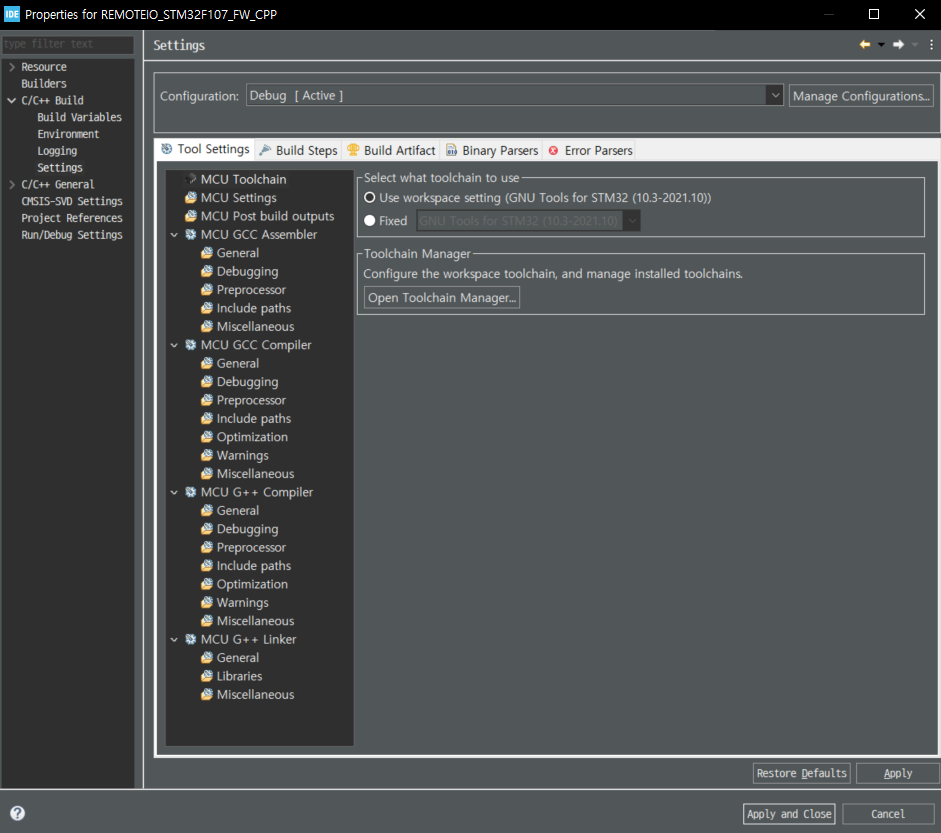 IDE Properties for REMOTEIO_STM32F107_FW_CPP
type filter text
Resource
Builders
C/C++ Build
Build Variables
Environment
Logging
Settings
C/C++ General
CMSIS-SVD Settings
Project References
Run/Debug Settings
Settings
Configuration: Debug [ Active ] Manage Configurations...
Tool Settings Build Steps Build Artifact Binary Parsers Error Parsers
MCU Toolchain
MCU Settings
MCU Post build outputs
MCU GCC Assembler
General
Debugging
Preprocessor
Include paths
Miscellaneous
MCU GCC Compiler
General
Debugging
Preprocessor
Include paths
Optimization
Warnings
Miscellaneous
MCU G++ Compiler
General
Debugging
Preprocessor
Include paths
Optimization
Warnings
Miscellaneous
MCU G++ Linker
General
Libraries
Miscellaneous
Select what toolchain to use
Use workspace setting (GNU Tools for STM32 (10.3-2021.10))
Fixed GNU Tools for STM32 (10.3-2021.10)
Toolchain Manager
Configure the workspace toolchain, and manage installed toolchains.
Open Toolchain Manager...
Restore Defaults Apply
? Apply and Close Cancel